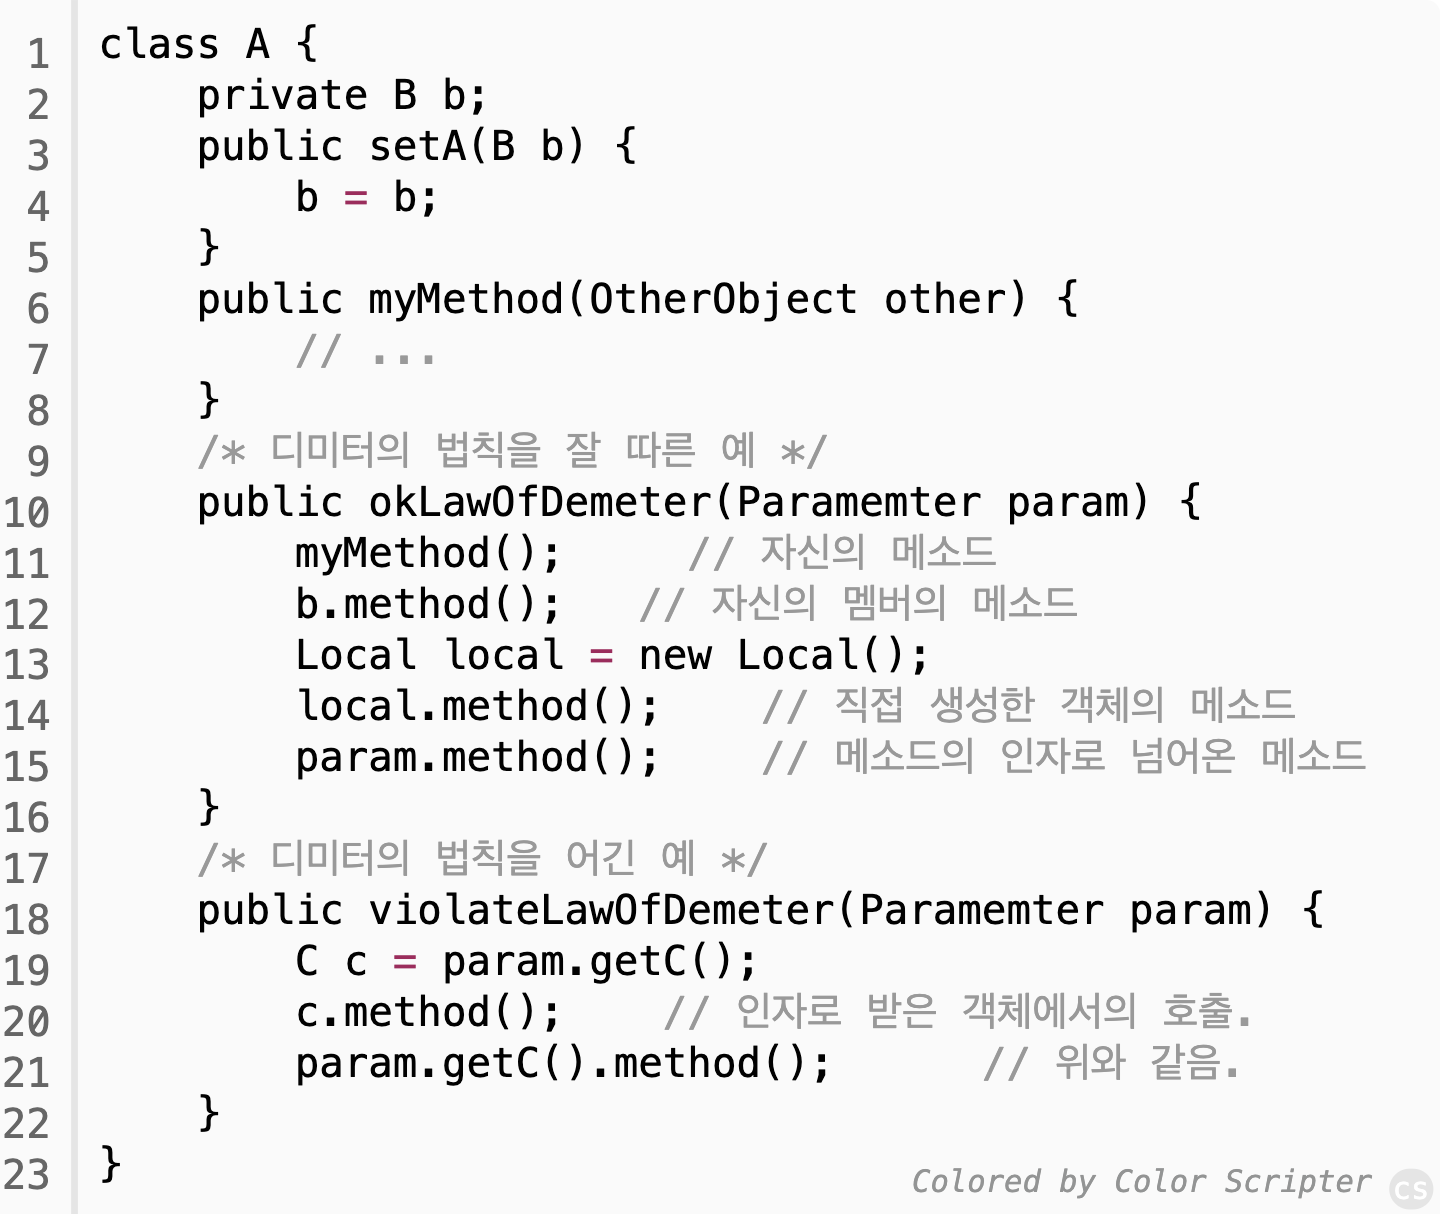 1 class A {
2     private B b;
3     public setA(B b) {
4         b = b;
5     }
6     public myMethod(OtherObject other) {
7         // ...
8     }
9     /* 디미터의 법칙을 잘 따른 예 */
10     public okLawOfDemeter(Paramemter param) {
11         myMethod();     // 자신의 메소드
12         b.method();   // 자신의 멤버의 메소드
13         Local local = new Local();
14         local.method();    // 직접 생성한 객체의 메소드
15         param.method();    // 메소드의 인자로 넘어온 메소드
16     }
17     /* 디미터의 법칙을 어긴 예 */
18     public violateLawOfDemeter(Paramemter param) {
19         C c = param.getC();
20         c.method();    // 인자로 받은 객체에서의 호출.
21         param.getC().method();      // 위와 같음.
22     }
23 }
Colored by Color Scripter
cs